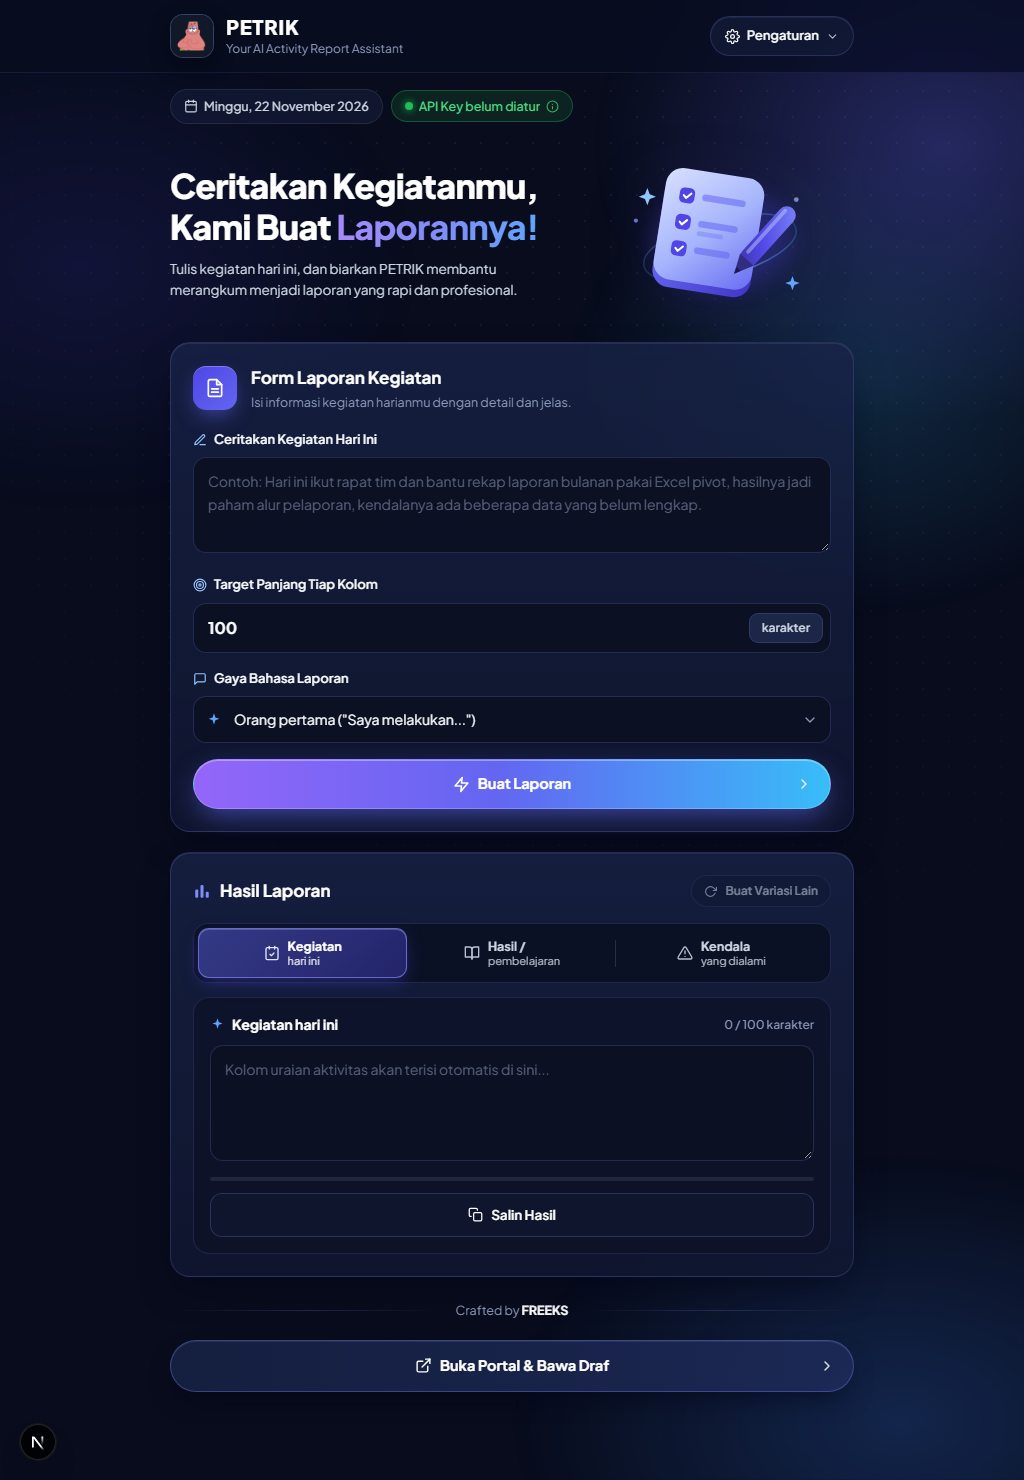 PETRIK
Your AI Activity Report Assistant
Pengaturan
Minggu, 22 November 2026
API Key belum diatur
Ceritakan Kegiatanmu,
Kami Buat Laporannya!
Tulis kegiatan hari ini, dan biarkan PETRIK membantu
merangkum menjadi laporan yang rapi dan profesional.
Form Laporan Kegiatan
Isi informasi kegiatan harianmu dengan detail dan jelas.
Ceritakan Kegiatan Hari Ini
Contoh: Hari ini ikut rapat tim dan bantu rekap laporan bulanan pakai Excel pivot, hasilnya jadi
paham alur pelaporan, kendalanya ada beberapa data yang belum lengkap.
Target Panjang Tiap Kolom
100
karakter
Gaya Bahasa Laporan
Orang pertama ("Saya melakukan...")
Buat Laporan
Hasil Laporan
Buat Variasi Lain
Kegiatan
hari ini
Hasil /
pembelajaran
Kendala
yang dialami
Kegiatan hari ini
0 / 100 karakter
Kolom uraian aktivitas akan terisi otomatis di sini...
Salin Hasil
Crafted by FREEKS
Buka Portal & Bawa Draf
N